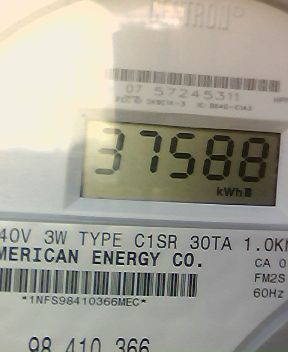 07 57245311
37588
kWh
40V 3W TYPE C1SR 30TA 1.0K
MERICAN ENERGY CO.
CA 0
FM2S
60Hz
*1NFS98410366MEC*
98 410 366